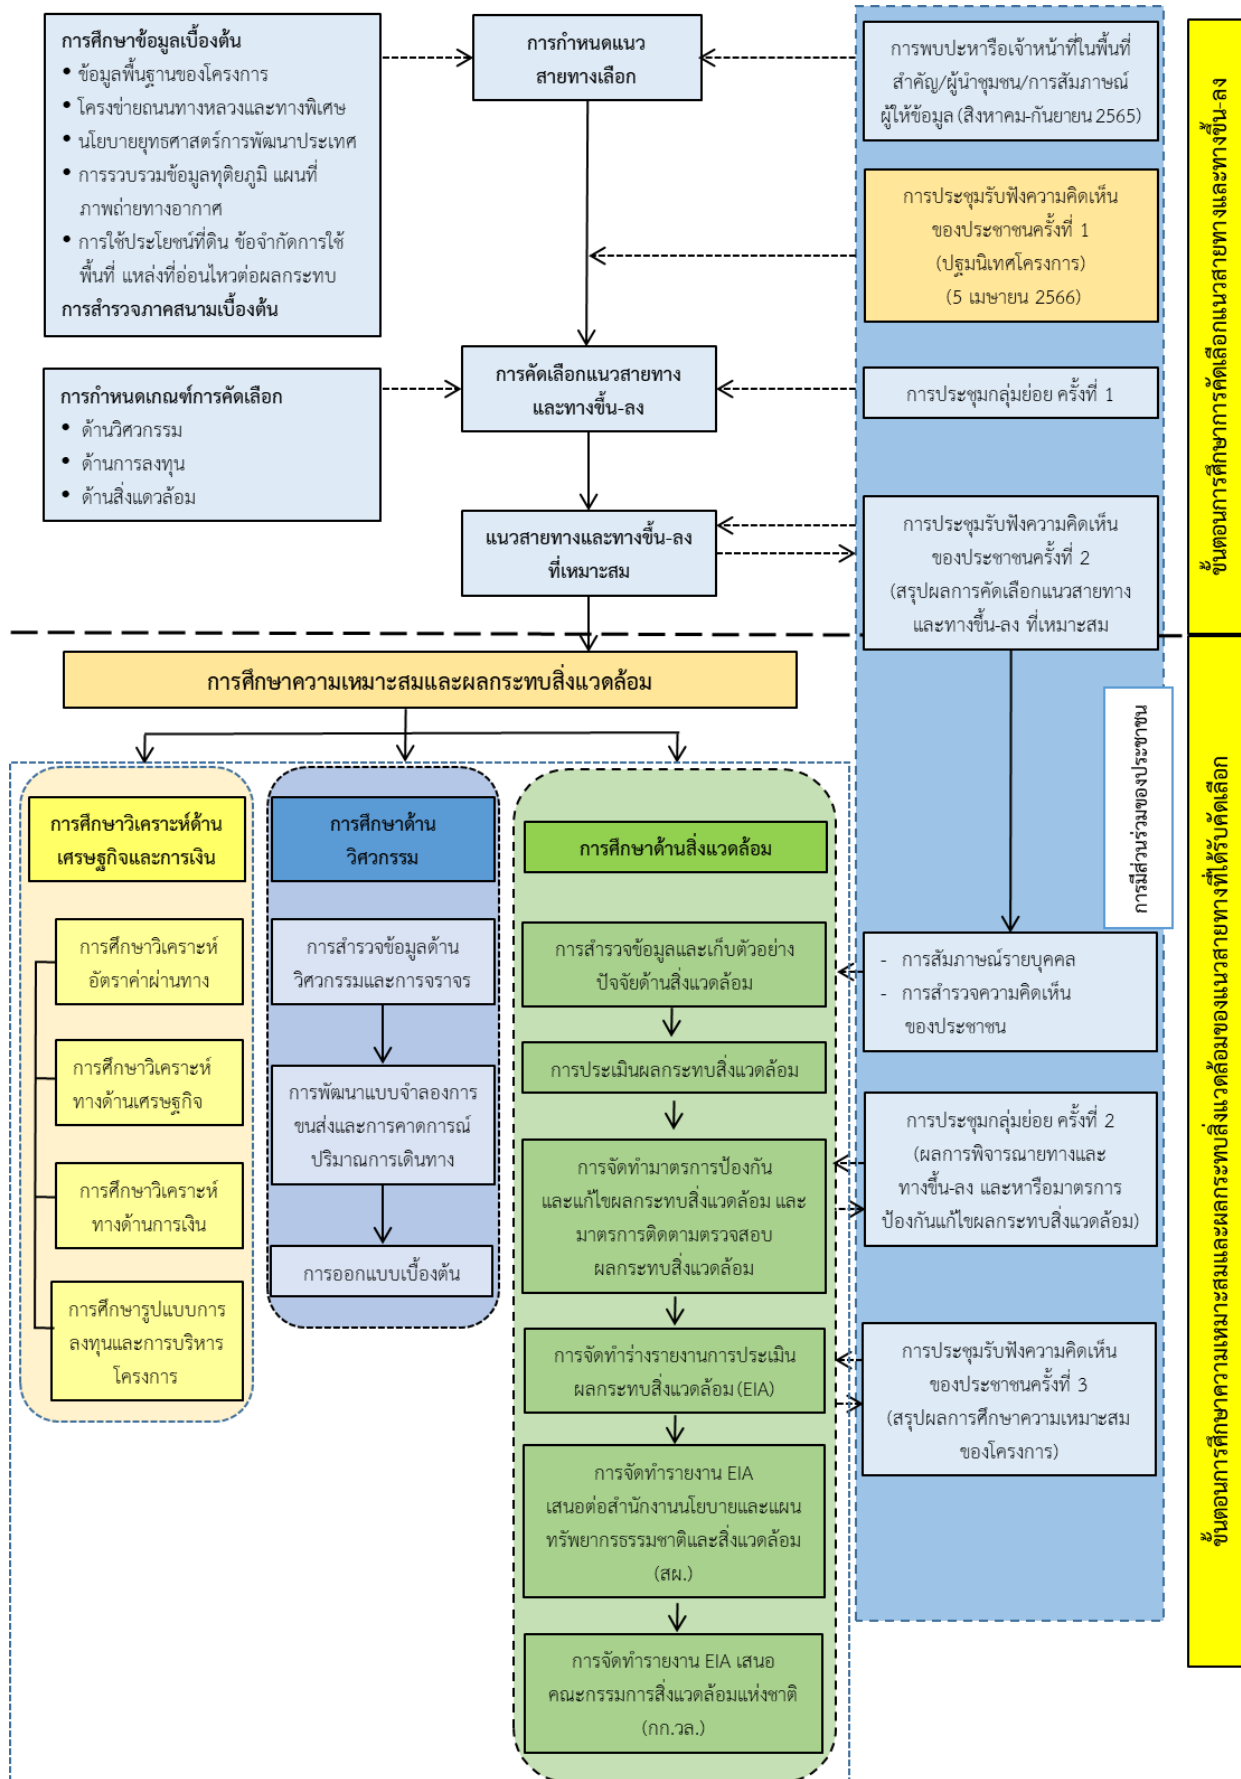 การศึกษาข้อมูลเบื้องต้น
• ข้อมูลพื้นฐานของโครงการ
• โครงข่ายถนนทางหลวงและทางพิเศษ
• นโยบายยุทธศาสตร์การพัฒนาประเทศ
• การรวบรวมข้อมูลทุติยภูมิ แผนที่
ภาพถ่ายทางอากาศ
• การใช้ประโยชน์ที่ดิน ข้อจำกัดการใช้
พื้นที่ แหล่งที่อ่อนไหวต่อผลกระทบ
การสำรวจภาคสนามเบื้องต้น
การกำหนดแนว
สายทางเลือก
การพบปะหารือเจ้าหน้าที่ในพื้นที่
สำคัญ/ผู้นำชุมชน/การสัมภาษณ์
ผู้ให้ข้อมูล (สิงหาคม-กันยายน 2565)
การประชุมรับฟังความคิดเห็น
ของประชาชนครั้งที่ 1
(ปฐมนิเทศโครงการ)
(5 เมษายน 2566)
การกำหนดเกณฑ์การคัดเลือก
• ด้านวิศวกรรม
• ด้านการลงทุน
• ด้านสิ่งแดวล้อม
การคัดเลือกแนวสายทาง
และทางขึ้น-ลง
การประชุมกลุ่มย่อย ครั้งที่ 1
แนวสายทางและทางขึ้น-ลง
ที่เหมาะสม
การประชุมรับฟังความคิดเห็น
ของประชาชนครั้งที่ 2
(สรุปผลการคัดเลือกแนวสายทาง
และทางขึ้น-ลง ที่เหมาะสม
ขั้นตอนการศึกษาการคัดเลือกแนวสายทางและทางขึ้น-ลง
การศึกษาความเหมาะสมและผลกระทบสิ่งแวดล้อม
การมีส่วนร่วมของประชาชน
ขั้นตอนการศึกษาความเหมาะสมและผลกระทบสิ่งแวดล้อมของแนวสายทางที่ได้รับคัดเลือก
การศึกษาวิเคราะห์ด้าน
เศรษฐกิจและการเงิน
การศึกษาวิเคราะห์
อัตราค่าผ่านทาง
การศึกษาวิเคราะห์
ทางด้านเศรษฐกิจ
การศึกษาวิเคราะห์
ทางด้านการเงิน
การศึกษารูปแบบการ
ลงทุนและการบริหาร
โครงการ
การศึกษาด้าน
วิศวกรรม
การสำรวจข้อมูลด้าน
วิศวกรรมและการจราจร
การพัฒนาแบบจำลองการ
ขนส่งและการคาดการณ์
ปริมาณการเดินทาง
การออกแบบเบื้องต้น
การศึกษาด้านสิ่งแวดล้อม
การสำรวจข้อมูลและเก็บตัวอย่าง
ปัจจัยด้านสิ่งแวดล้อม
การประเมินผลกระทบสิ่งแวดล้อม
การจัดทำมาตรการป้องกัน
และแก้ไขผลกระทบสิ่งแวดล้อม และ
มาตรการติดตามตรวจสอบ
ผลกระทบสิ่งแวดล้อม
การจัดทำร่างรายงานการประเมิน
ผลกระทบสิ่งแวดล้อม (EIA)
การจัดทำรายงาน EIA
เสนอต่อสำนักงานนโยบายและแผน
ทรัพยากรธรรมชาติและสิ่งแวดล้อม
(สผ.)
การจัดทำรายงาน EIA เสนอ
คณะกรรมการสิ่งแวดล้อมแห่งชาติ
(กก.วล.)
- การสัมภาษณ์รายบุคคล
- การสำรวจความคิดเห็น
ของประชาชน
การประชุมกลุ่มย่อย ครั้งที่ 2
(ผลการพิจารณายทางและ
ทางขึ้น-ลง และหารือมาตรการ
ป้องกันแก้ไขผลกระทบสิ่งแวดล้อม)
การประชุมรับฟังความคิดเห็น
ของประชาชนครั้งที่ 3
(สรุปผลการศึกษาความเหมาะสม
ของโครงการ)